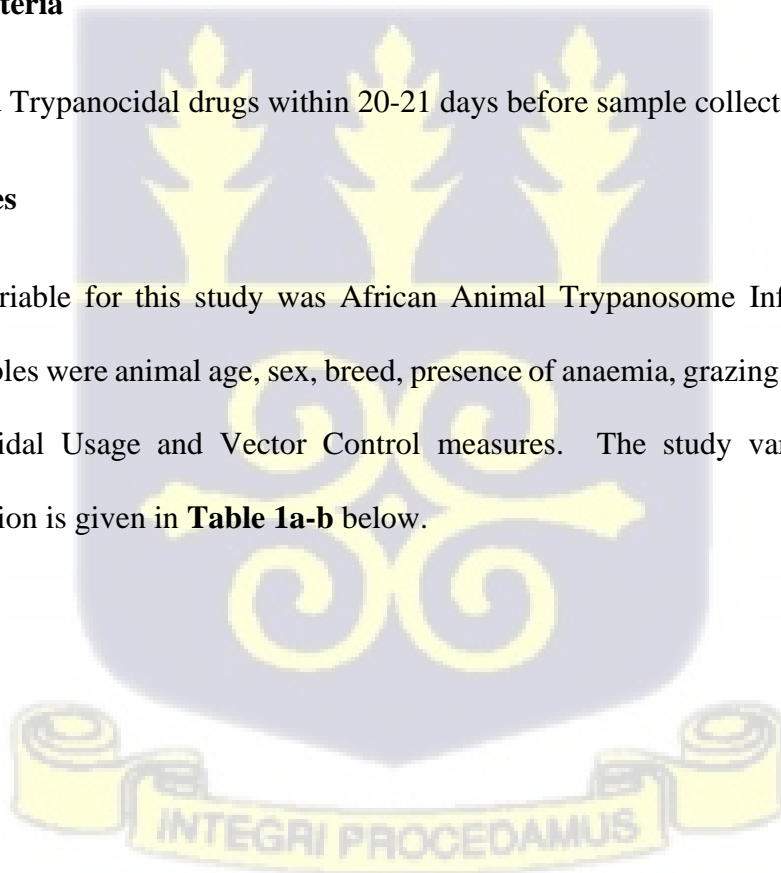 teria
Trypanocidal drugs within 20-21 days before sample collect
es
riable for this study was African Animal Trypanosome Inf
les were animal age, sex, breed, presence of anaemia, grazing
idal Usage and Vector Control measures. The study var
ion is given in Table 1a-b below.
INTEGRI PROCEDAMUS